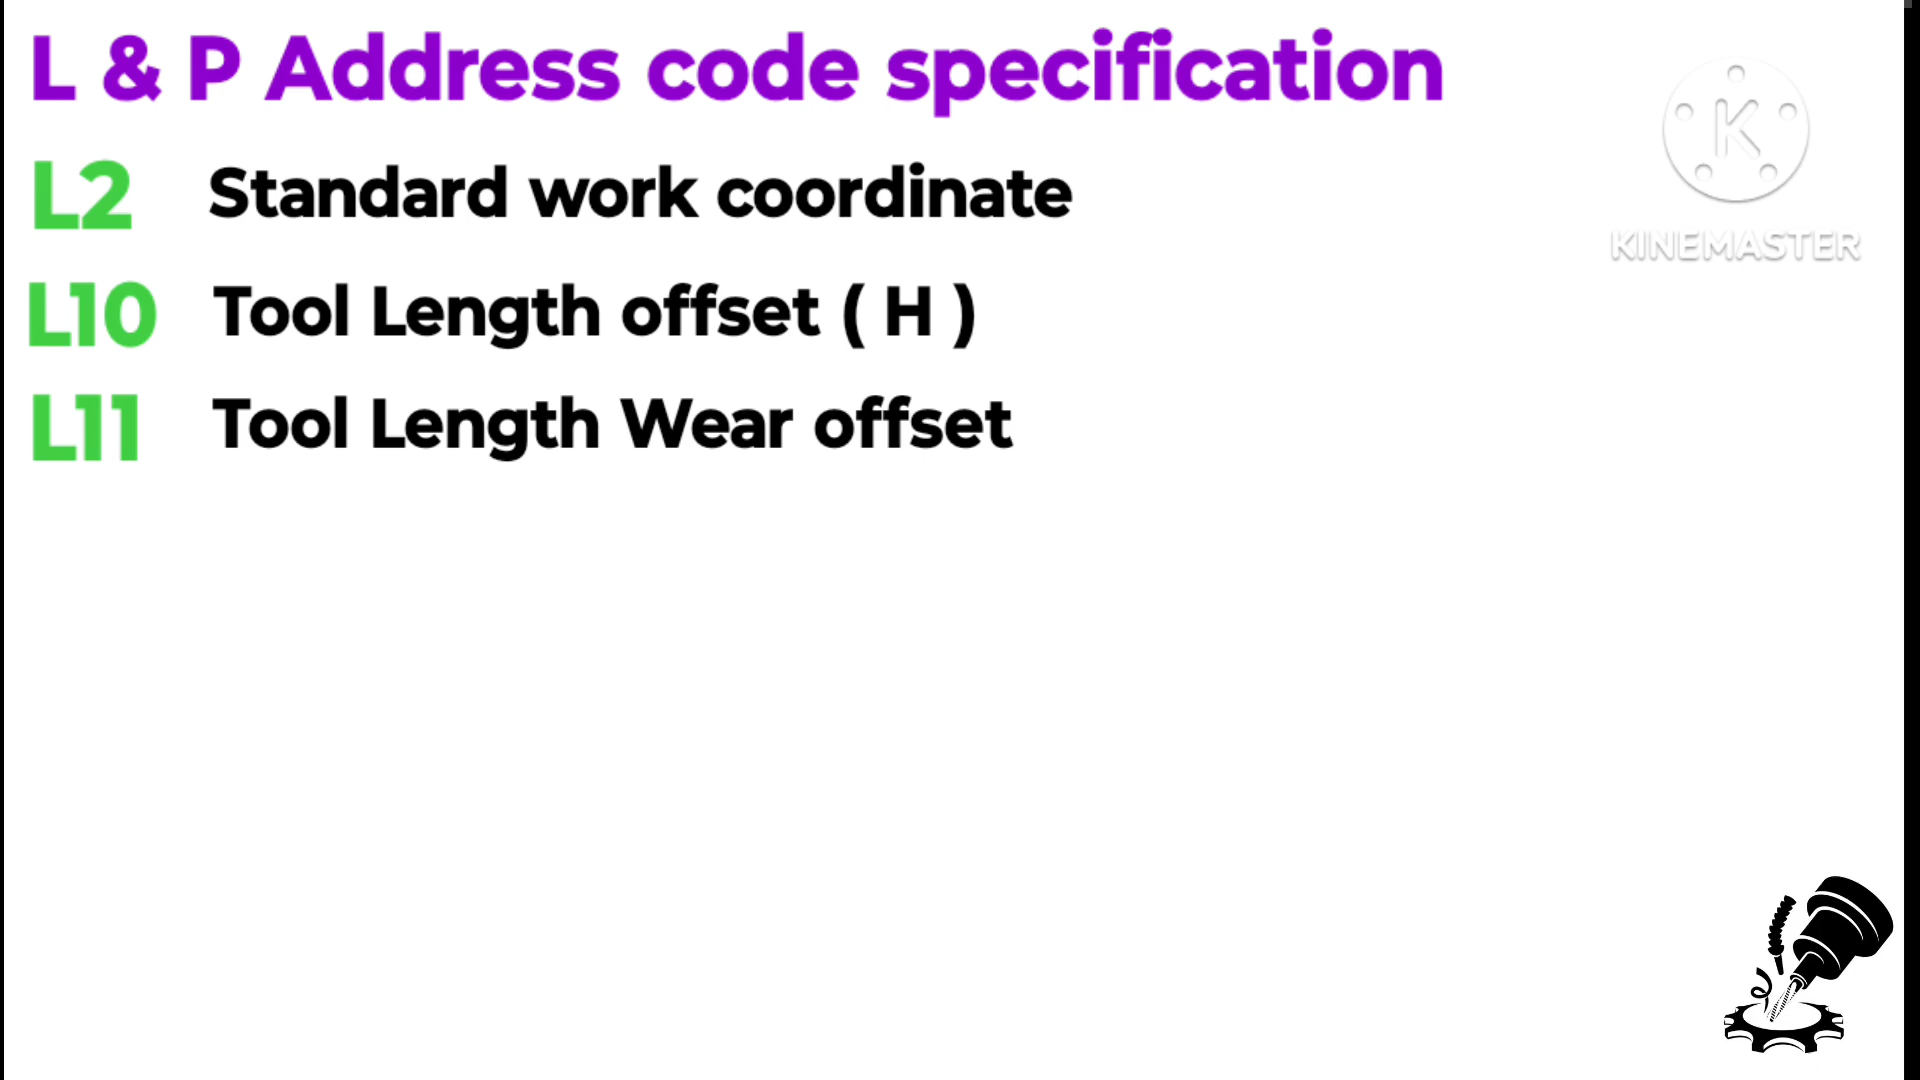 L & P Address code specification
L2 Standard work coordinate
L10 Tool Length offset ( H )
L11 Tool Length Wear offset
K
KINEMASTER